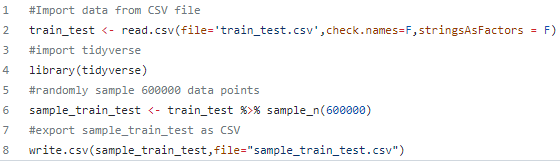 1 #Import data from CSV file
2 train_test <- read.csv(file='train_test.csv',check.names=F,stringsAsFactors = F)
3 #import tidyverse
4 library(tidyverse)
5 #randomly sample 600000 data points
6 sample_train_test <- train_test %>% sample_n(600000)
7 #export sample_train_test as CSV
8 write.csv(sample_train_test,file="sample_train_test.csv")